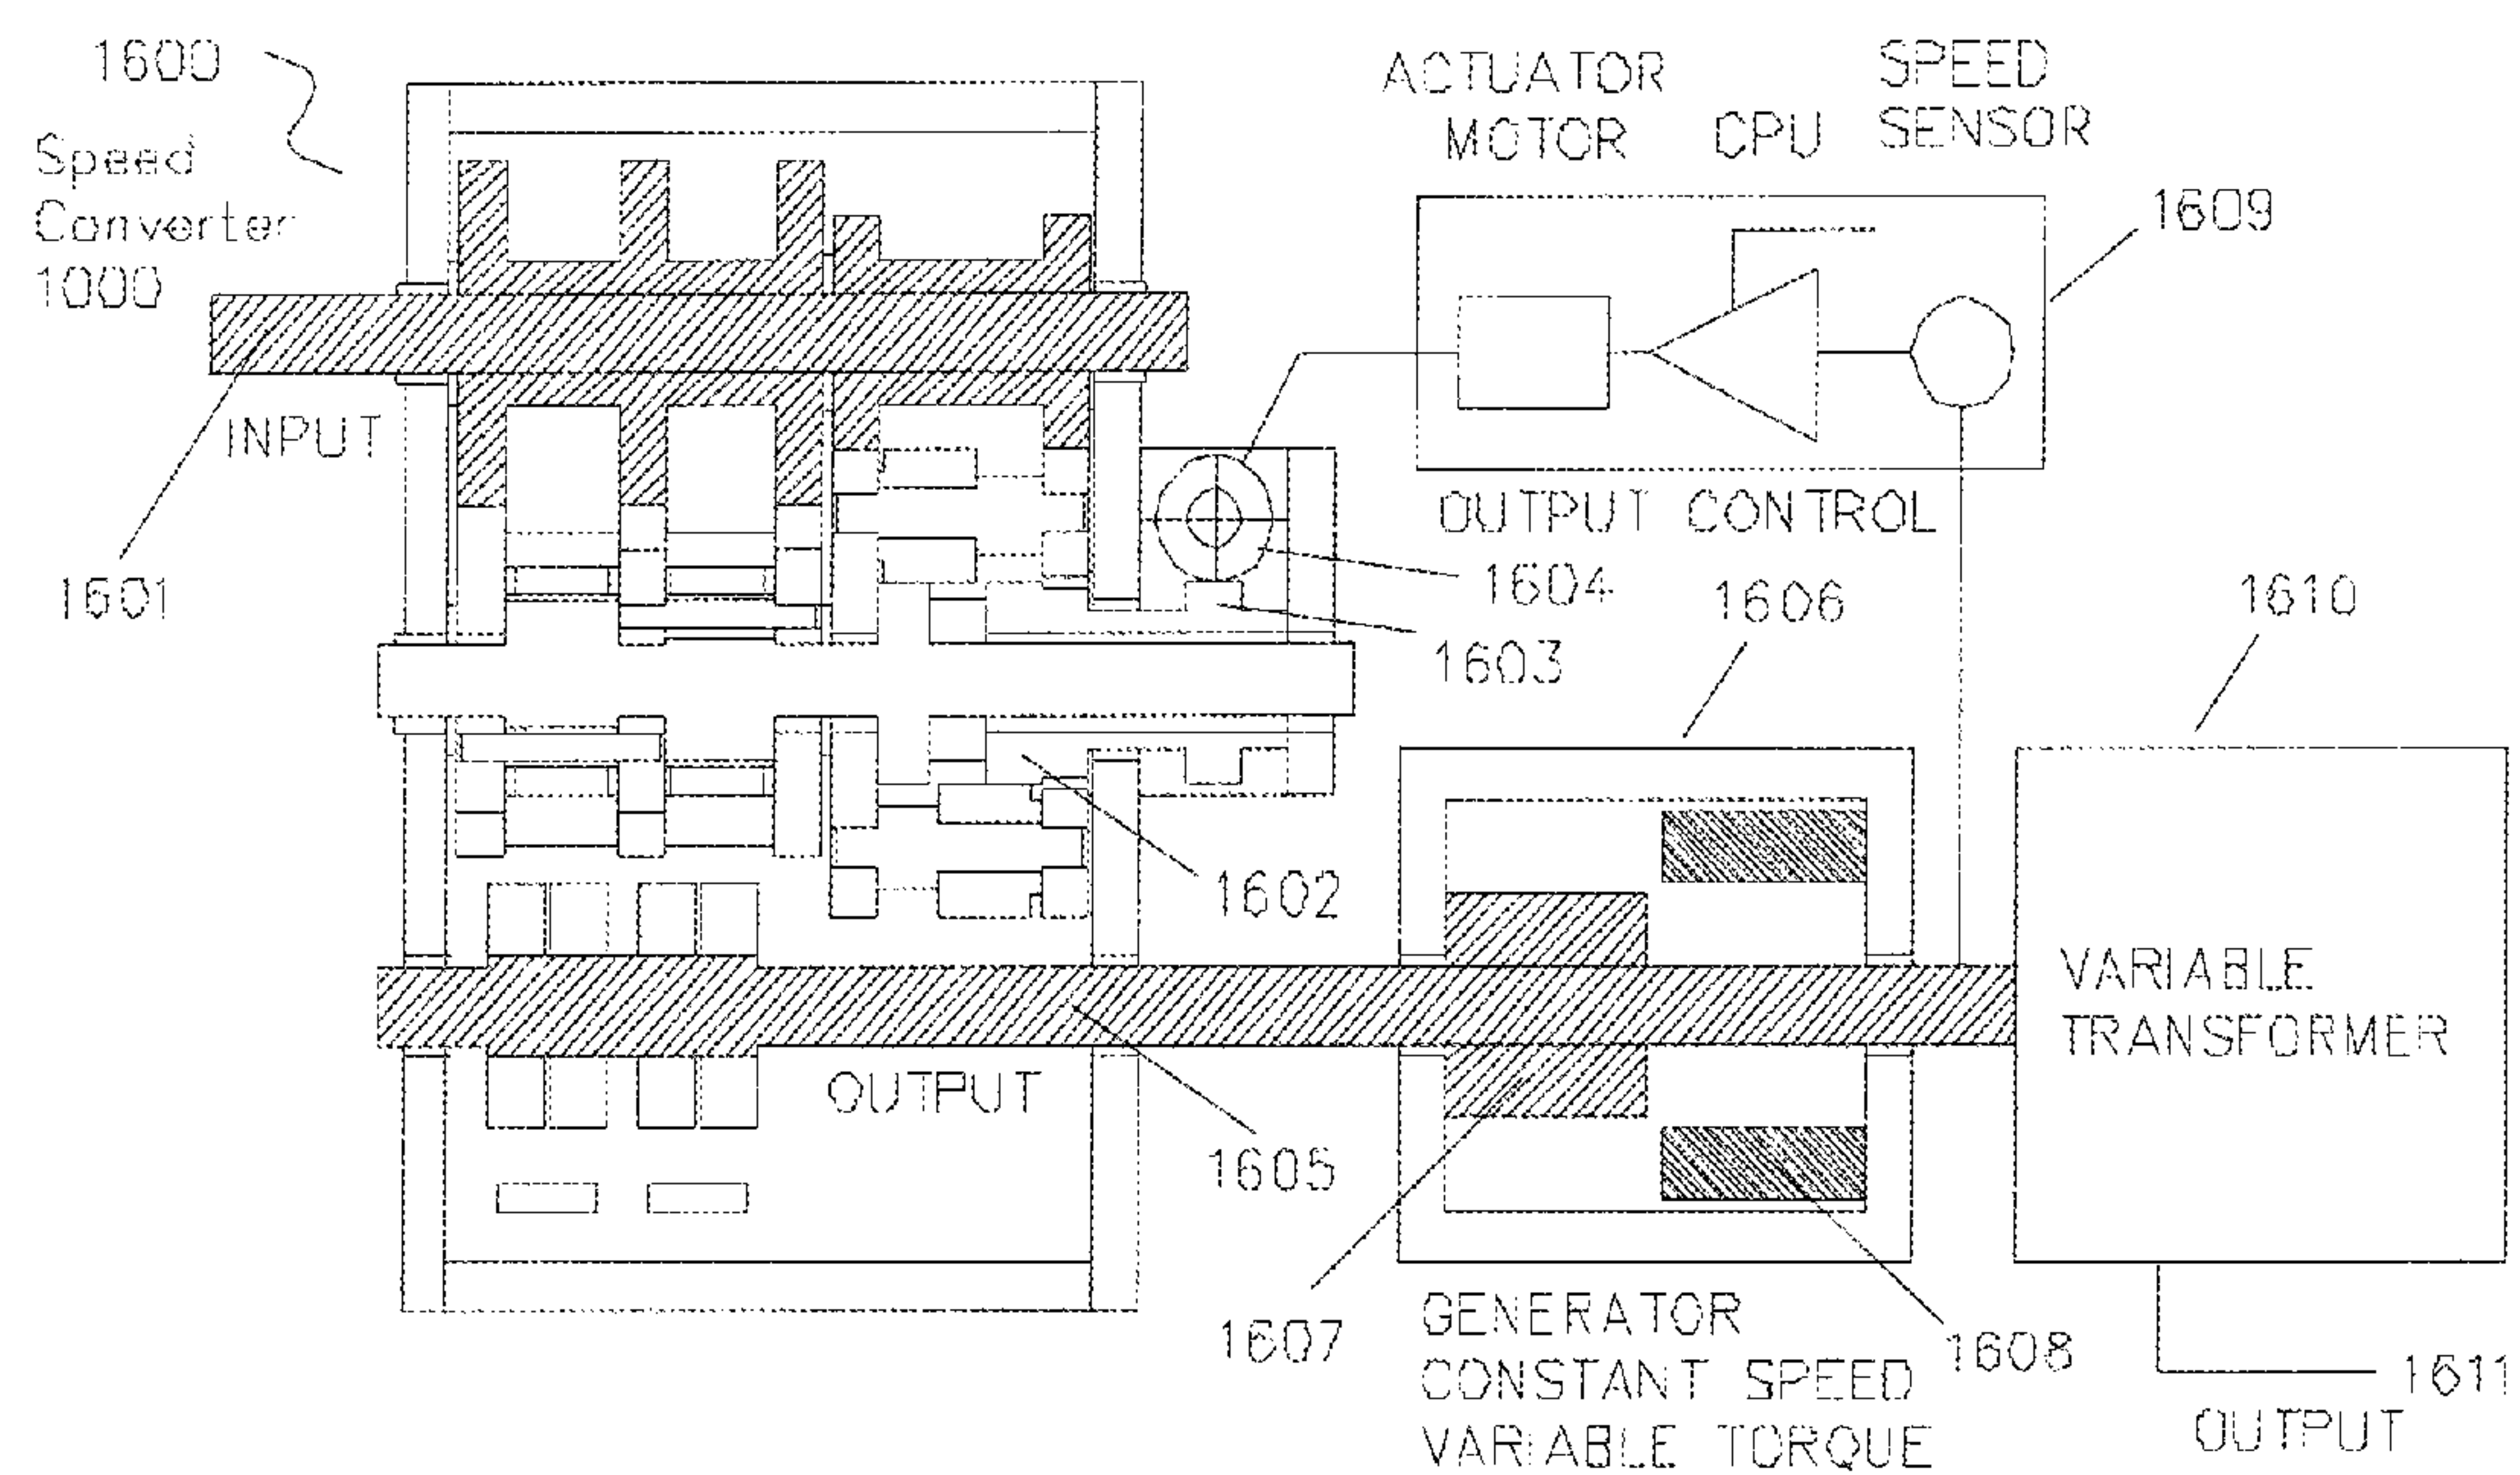 1600
Speed
Converter
1000
ACTUATOR
MOTOR
CPU
SPEED
SENSOR
1609
INPUT
1601
OUTPUT CONTROL
1604
1603
1606
1610
1602
VARIABLE
TRANSFORMER
OUTPUT
1605
1607
GENERATOR
CONSTANT SPEED
VARIABLE TORQUE
1608
1611
OUTPUT